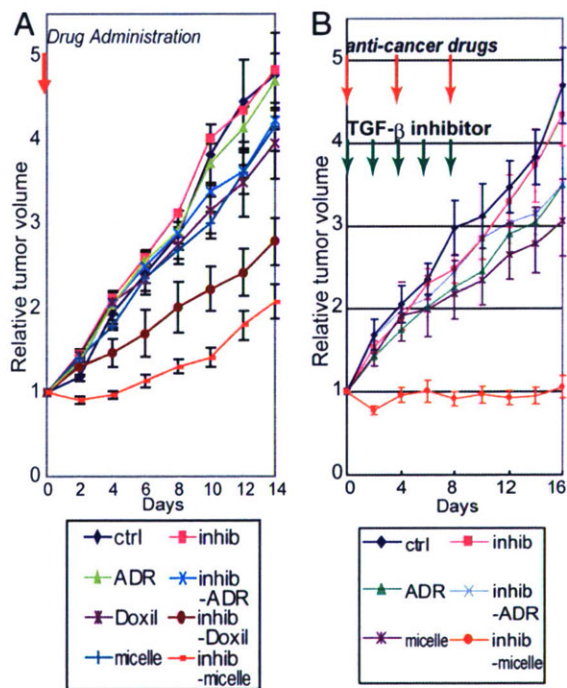 A
Drug Administration
Relative tumor volume
5
4
3
2
1
0
0 2 4 6 8 10 12 14
Days
ctrl
inhib
ADR
inhib
-ADR
Doxil
inhib
-Doxil
micelle
inhib
-micelle
B
anti-cancer drugs
TGF-β inhibitor
Relative tumor volume
5
4
3
2
1
0
0 4 8 12 16
Days
ctrl
inhib
ADR
inhib
-ADR
micelle
inhib
-micelle